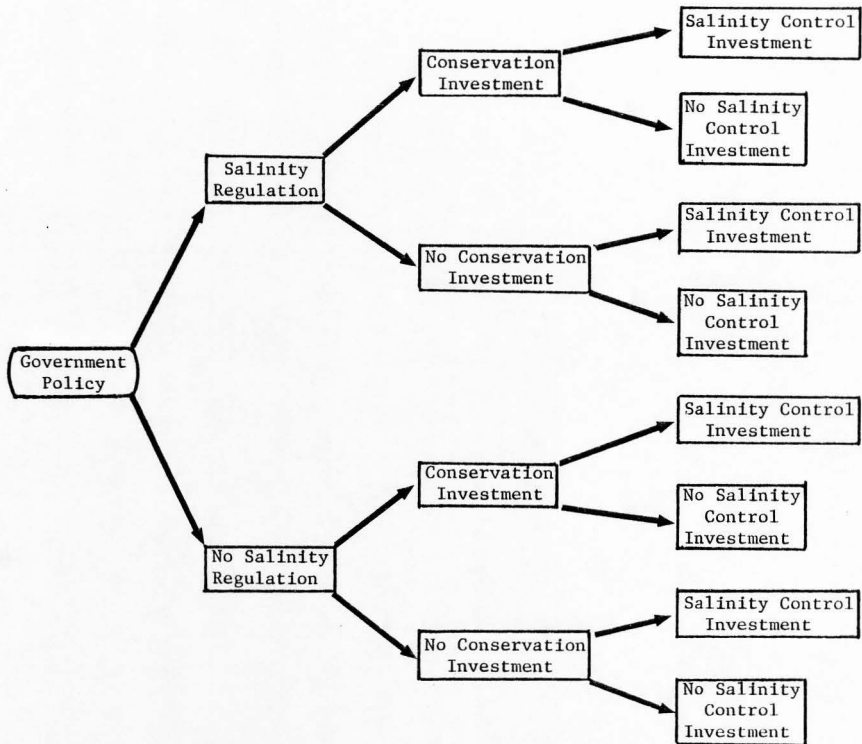 Salinity Control
Investment
Conservation
Investment
No Salinity
Control
Investment
Salinity
Regulation
Salinity Control
Investment
No Conservation
Investment
No Salinity
Control
Investment
Government
Policy
Salinity Control
Investment
Conservation
Investment
No Salinity
Control
Investment
No Salinity
Regulation
Salinity Control
Investment
No Conservation
Investment
No Salinity
Control
Investment